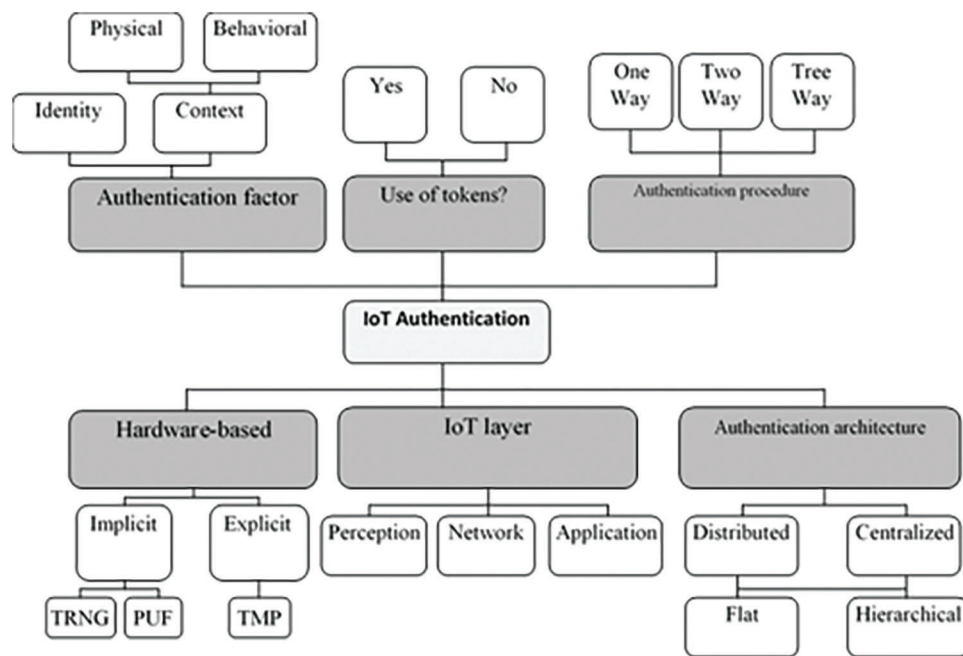 Physical
Behavioral
Identity
Context
Authentication factor
Yes
No
Use of tokens?
One
Way
Two
Way
Tree
Way
Authentication procedure
IoT Authentication
Hardware-based
IoT layer
Authentication architecture
Implicit
Explicit
TRNG
PUF
TMP
Perception
Network
Application
Distributed
Centralized
Flat
Hierarchical